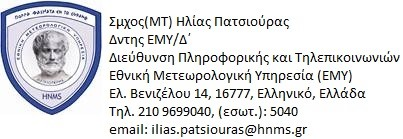 ΕΘΝΙΚΗ ΜΕΤΕΩΡΟΛΟΓΙΚΗ ΥΠΗΡΕΣΙΑ
HNMS
Σμχος(ΜΤ) Ηλίας Πατσιούρας
Δντης ΕΜΥ/Δ΄
Διεύθυνση Πληροφορικής και Τηλεπικοινωνιών
Εθνική Μετεωρολογική Υπηρεσία (ΕΜΥ)
Ελ. Βενιζέλου 14, 16777, Ελληνικό, Ελλάδα
Τηλ. 210 9699040, (εσωτ.): 5040
email: ilias.patsiouras@hnms.gr